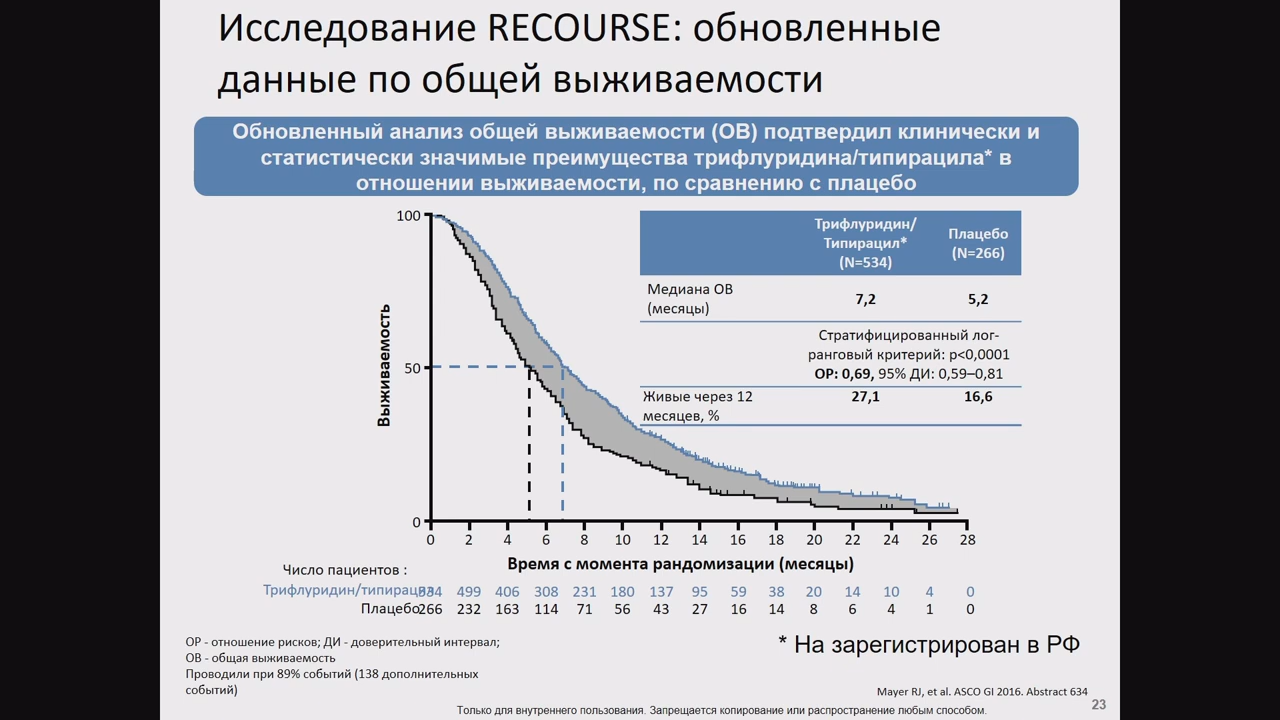 Исследование RECOURSE: обновленные
данные по общей выживаемости
Обновленный анализ общей выживаемости (ОВ) подтвердил клинически и
статистически значимые преимущества трифлуридина/типирацила* в
отношении выживаемости, по сравнению с плацебо
Трифлуридин/
Типирацил*
(N=534)
Плацебо
(N=266)
Медиана ОВ
(месяцы)
7,2
5,2
Стратифицированный лог-
ранговый критерий: p<0,0001
ОР: 0,69, 95% ДИ: 0,59–0,81
Живые через 12
месяцев, %
27,1
16,6
Выживаемость
100
50
0
0 2 4 6 8 10 12 14 16 18 20 22 24 26 28
Время с момента рандомизации (месяцы)
Число пациентов :
Трифлуридин/типирацил 534 499 406 308 231 180 137 95 59 38 20 14 10 4 0
Плацебо 266 232 163 114 71 56 43 27 16 14 8 6 4 1 0
ОР - отношение рисков; ДИ - доверительный интервал;
ОВ - общая выживаемость
Проводили при 89% событий (138 дополнительных
событий)
* На зарегистрирован в РФ
Mayer RJ, et al. ASCO GI 2016. Abstract 634
23
Только для внутреннего пользования. Запрещается копирование или распространение любым способом.